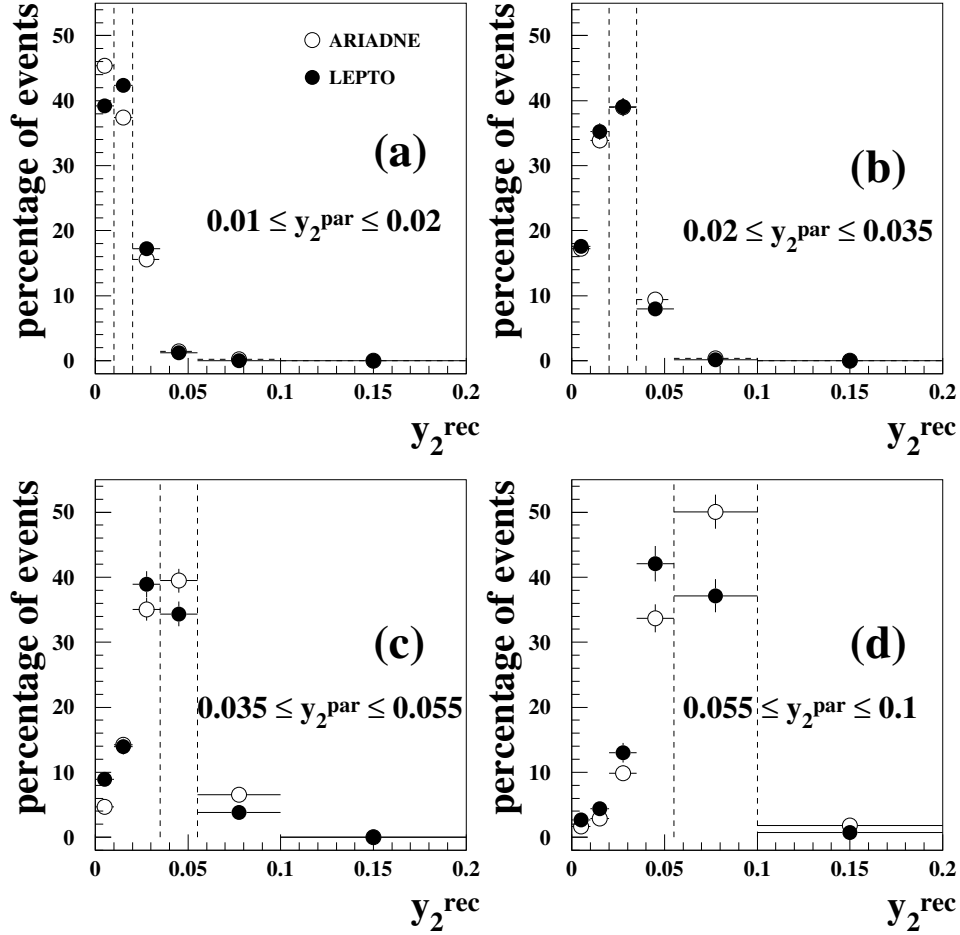 percentage of events
50
40
30
20
10
0
ARIADNE
LEPTO
(a)
0.01 ≤ y₂ᵖᵃʳ ≤ 0.02
0 0.05 0.1 0.15 0.2
y₂ʳᵉᶜ
percentage of events
50
40
30
20
10
0
(b)
0.02 ≤ y₂ᵖᵃʳ ≤ 0.035
0 0.05 0.1 0.15 0.2
y₂ʳᵉᶜ
percentage of events
50
40
30
20
10
0
(c)
0.035 ≤ y₂ᵖᵃʳ ≤ 0.055
0 0.05 0.1 0.15 0.2
y₂ʳᵉᶜ
percentage of events
50
40
30
20
10
0
(d)
0.055 ≤ y₂ᵖᵃʳ ≤ 0.1
0 0.05 0.1 0.15 0.2
y₂ʳᵉᶜ